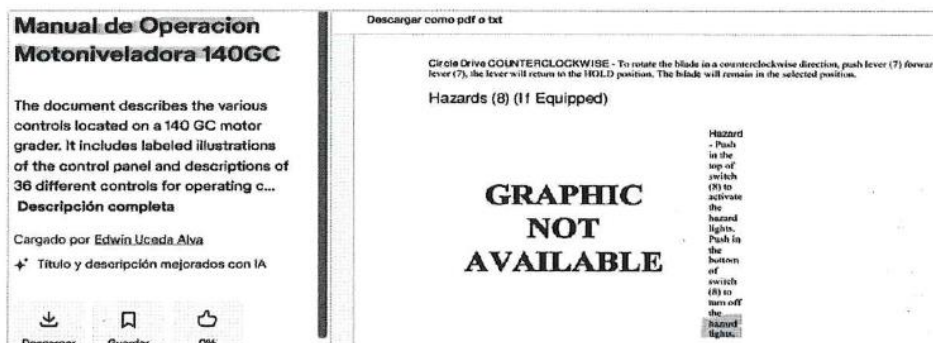 Manual de Operacion
Motoniveladora 140GC
The document describes the various
controls located on a 140 GC motor
grader. It includes labeled illustrations
of the control panel and descriptions of
36 different controls for operating c...
Descripción completa
Cargado por Edwin Uceda Alva
Título y descripción mejorados con IA
Descargar
Guardar
0%
Descargar como pdf o txt
Circle Drive COUNTERCLOCKWISE - To rotate the blade in a counterclockwise direction, push lever (7) forwar
lever (7), the lever will return to the HOLD position. The blade will remain in the selected position.
Hazards (8) (If Equipped)
GRAPHIC
NOT
AVAILABLE
Hazard
- Push
in the
top of
switch
(8) to
activate
the
hazard
lights.
Push in
the
bottom
of
switch
(8) to
turn off
the
hazard
lights.